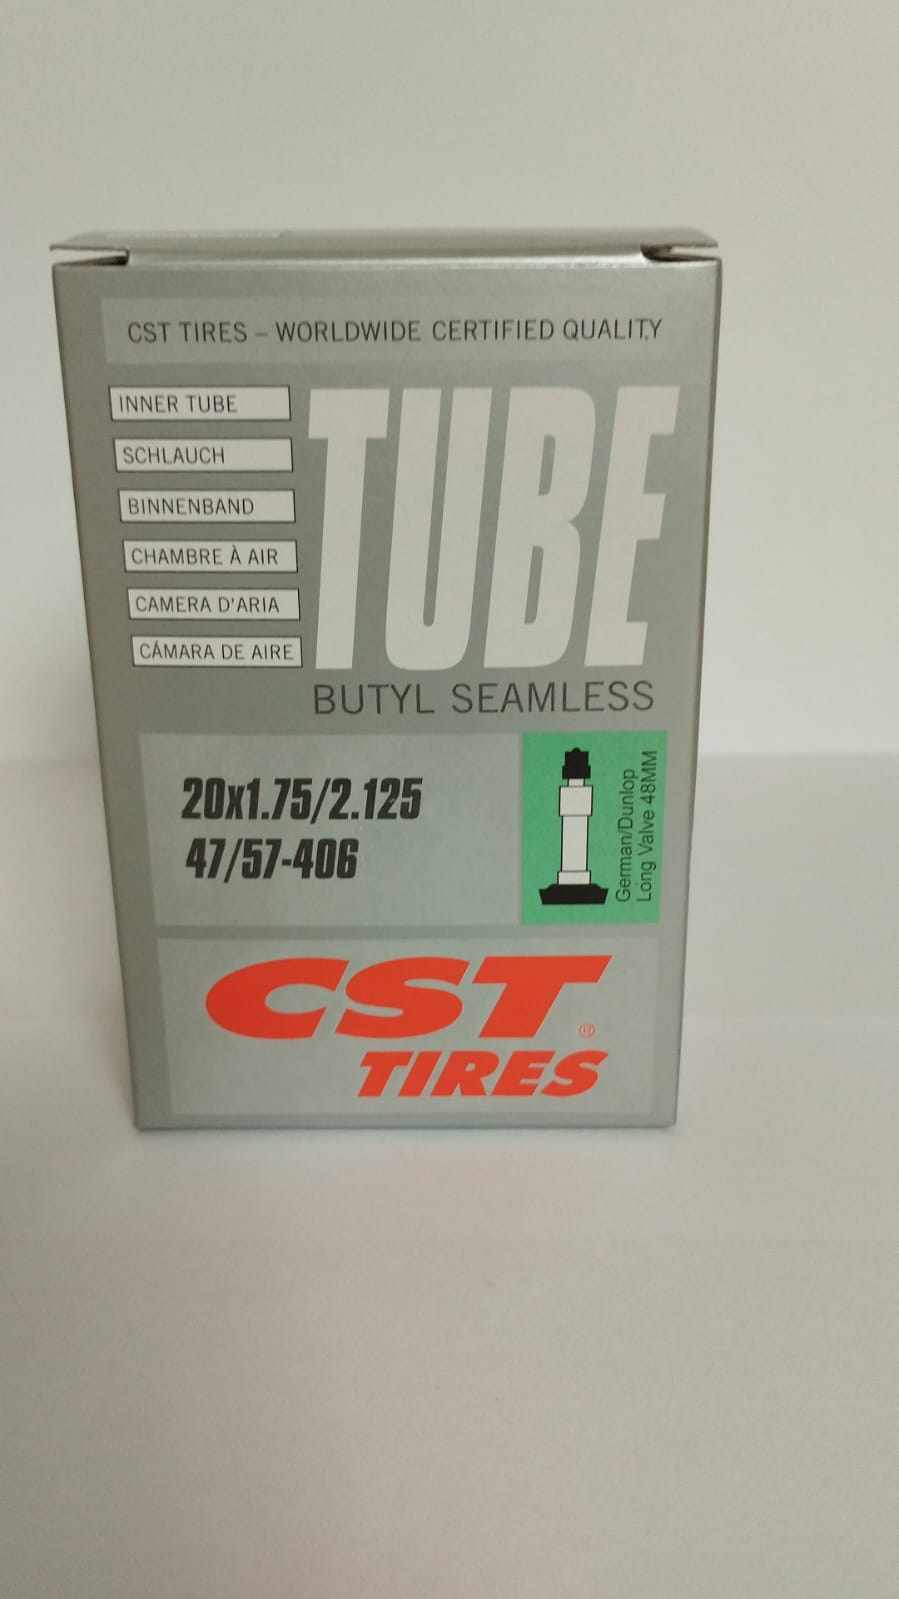 CST TIRES – WORLDWIDE CERTIFIED QUALITY
INNER TUBE
SCHLAUCH
BINNENBAND
CHAMBRE À AIR
CAMERA D'ARIA
CÁMARA DE AIRE
TUBE
BUTYL SEAMLESS
20x1.75/2.125
47/57-406
German/Dunlop
Long Valve 48MM
CST®
TIRES